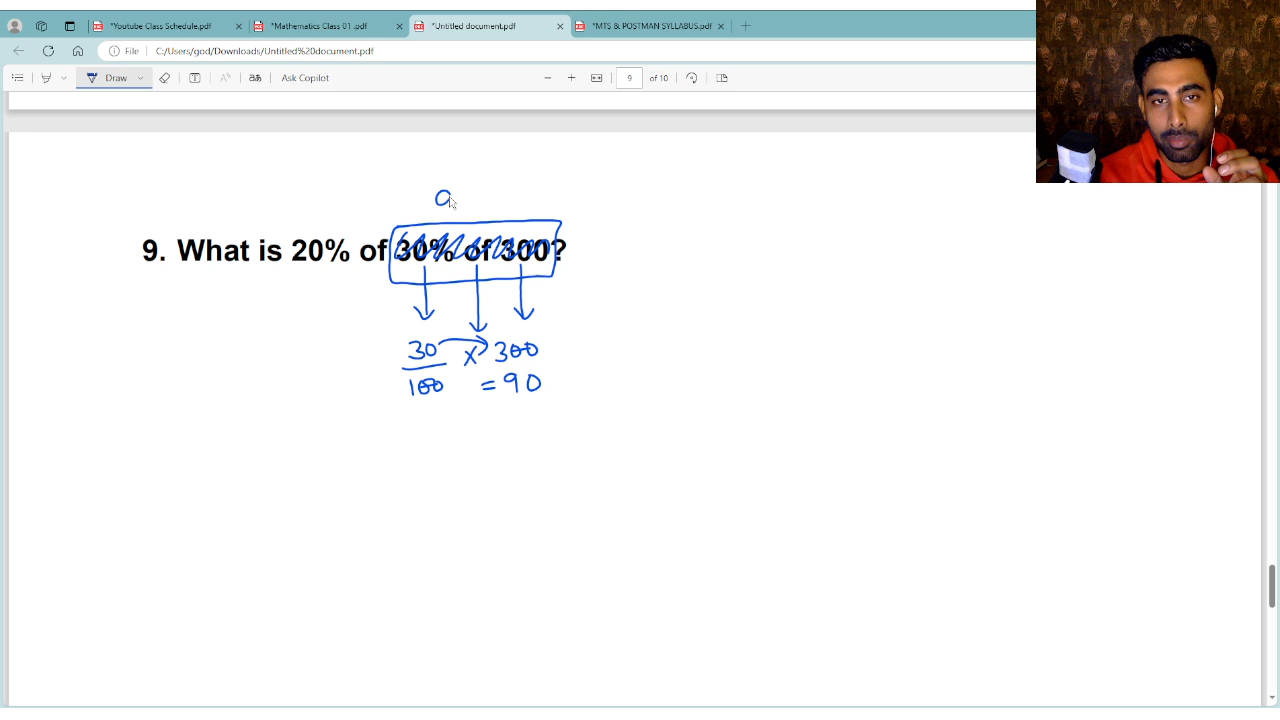 *Youtube Class Schedule.pdf
*Mathematics Class 01 .pdf
*Untitled document.pdf
*MTS & POSTMAN SYLLABUS.pdf
File
C:/Users/god/Downloads/Untitled%20document.pdf
Draw
Ask Copilot
9 of 10
9. What is 20% of 30% of 300?
30 x 300
100 = 90